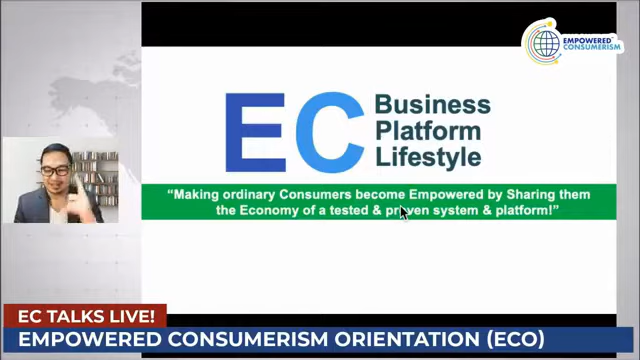 EMPOWERED
CONSUMERISM
EC Business
Platform
Lifestyle
“Making ordinary Consumers become Empowered by Sharing them
the Economy of a tested & proven system & platform!”
EC TALKS LIVE!
EMPOWERED CONSUMERISM ORIENTATION (ECO)